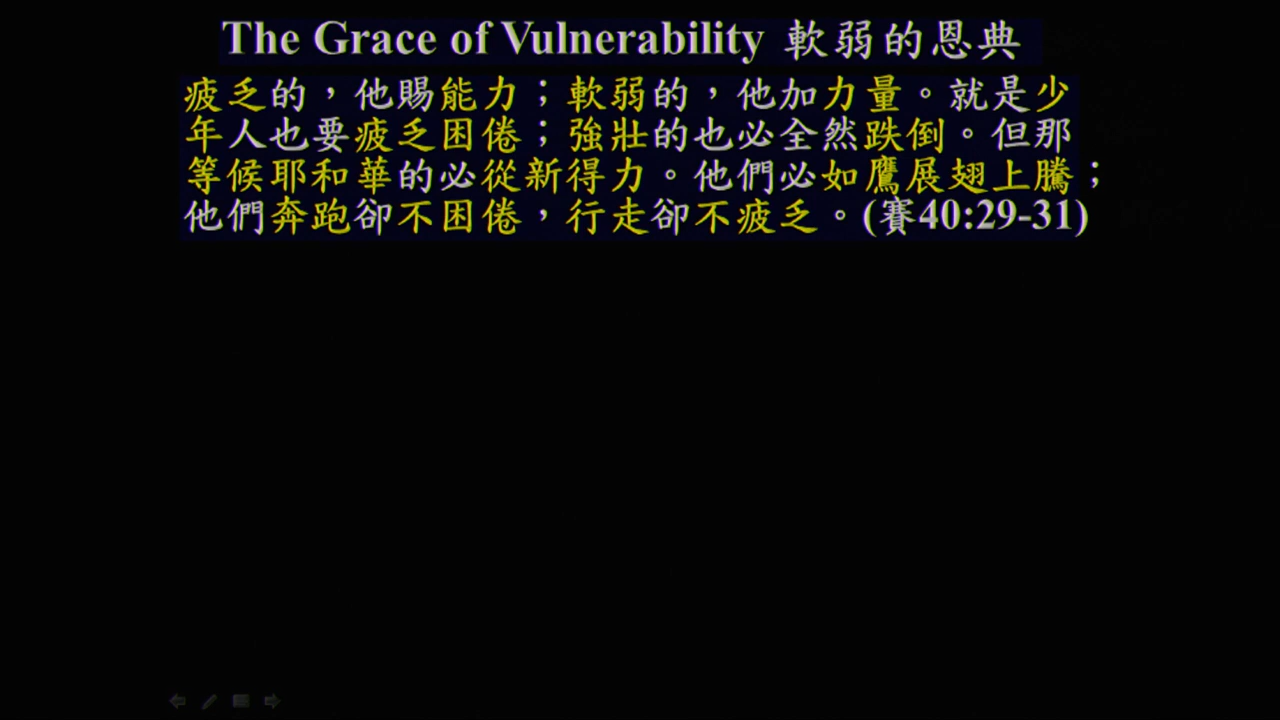 The Grace of Vulnerability 軟弱的恩典
疲乏的，他賜能力；軟弱的，他加力量。就是少
年人也要疲乏困倦；強壯的也必全然跌倒。但那
等候耶和華的必從新得力。他們必如鷹展翅上騰；
他們奔跑卻不困倦，行走卻不疲乏。(賽40:29-31)